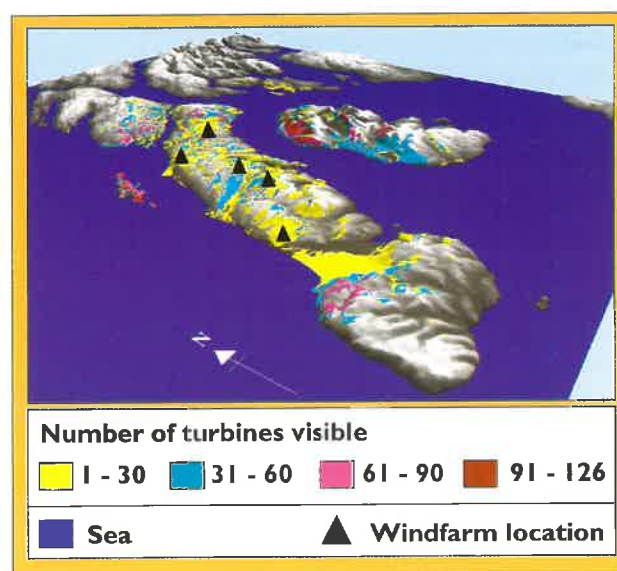 N
Number of turbines visible
1 - 30 31 - 60 61 - 90 91 - 126
Sea Windfarm location